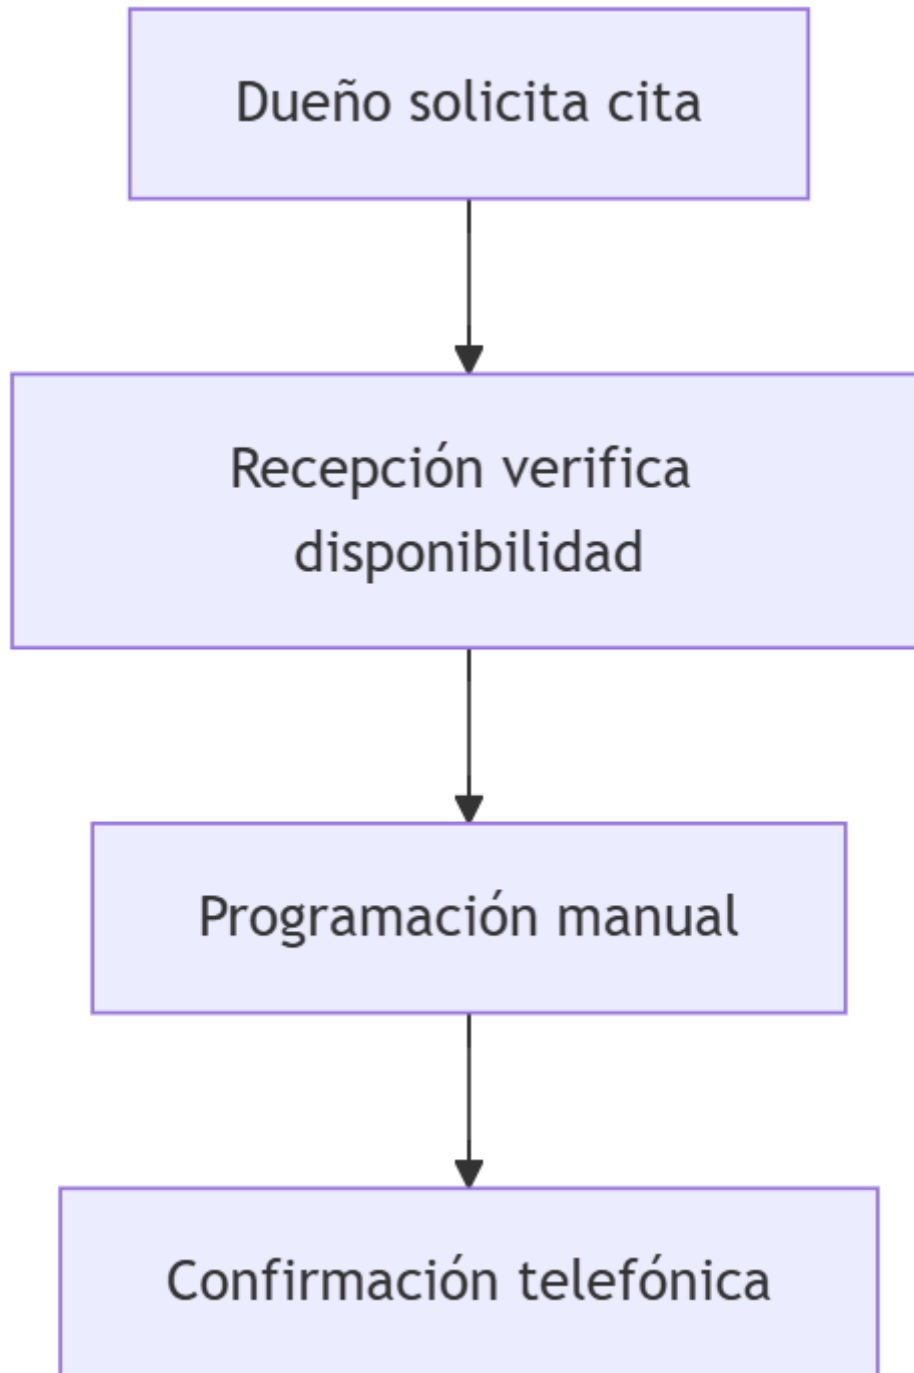 Dueño solicita cita
Recepción verifica
disponibilidad
Programación manual
Confirmación telefónica